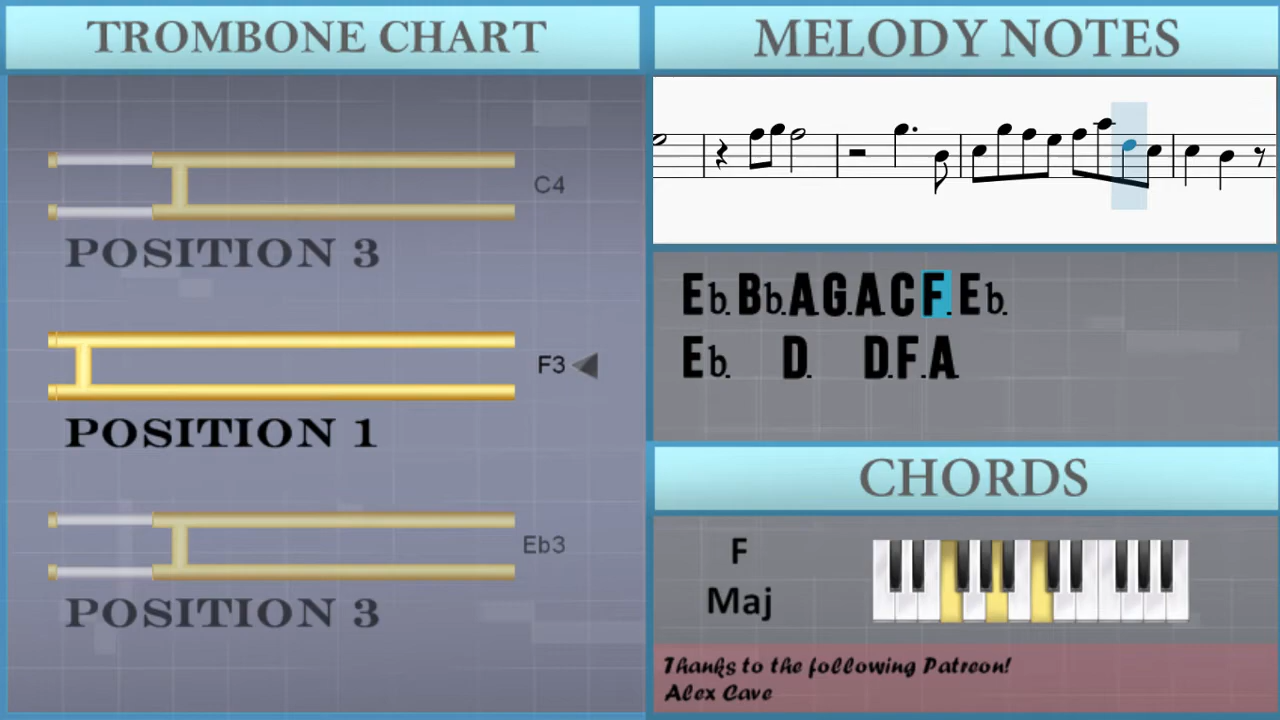 TROMBONE CHART
C4
POSITION 3
F3
POSITION 1
Eb3
POSITION 3
MELODY NOTES
Eb. Bb. A. G. A. C. F. Eb.
Eb. D. D. F. A.
CHORDS
F
Maj
Thanks to the following Patreon!
Alex Cave